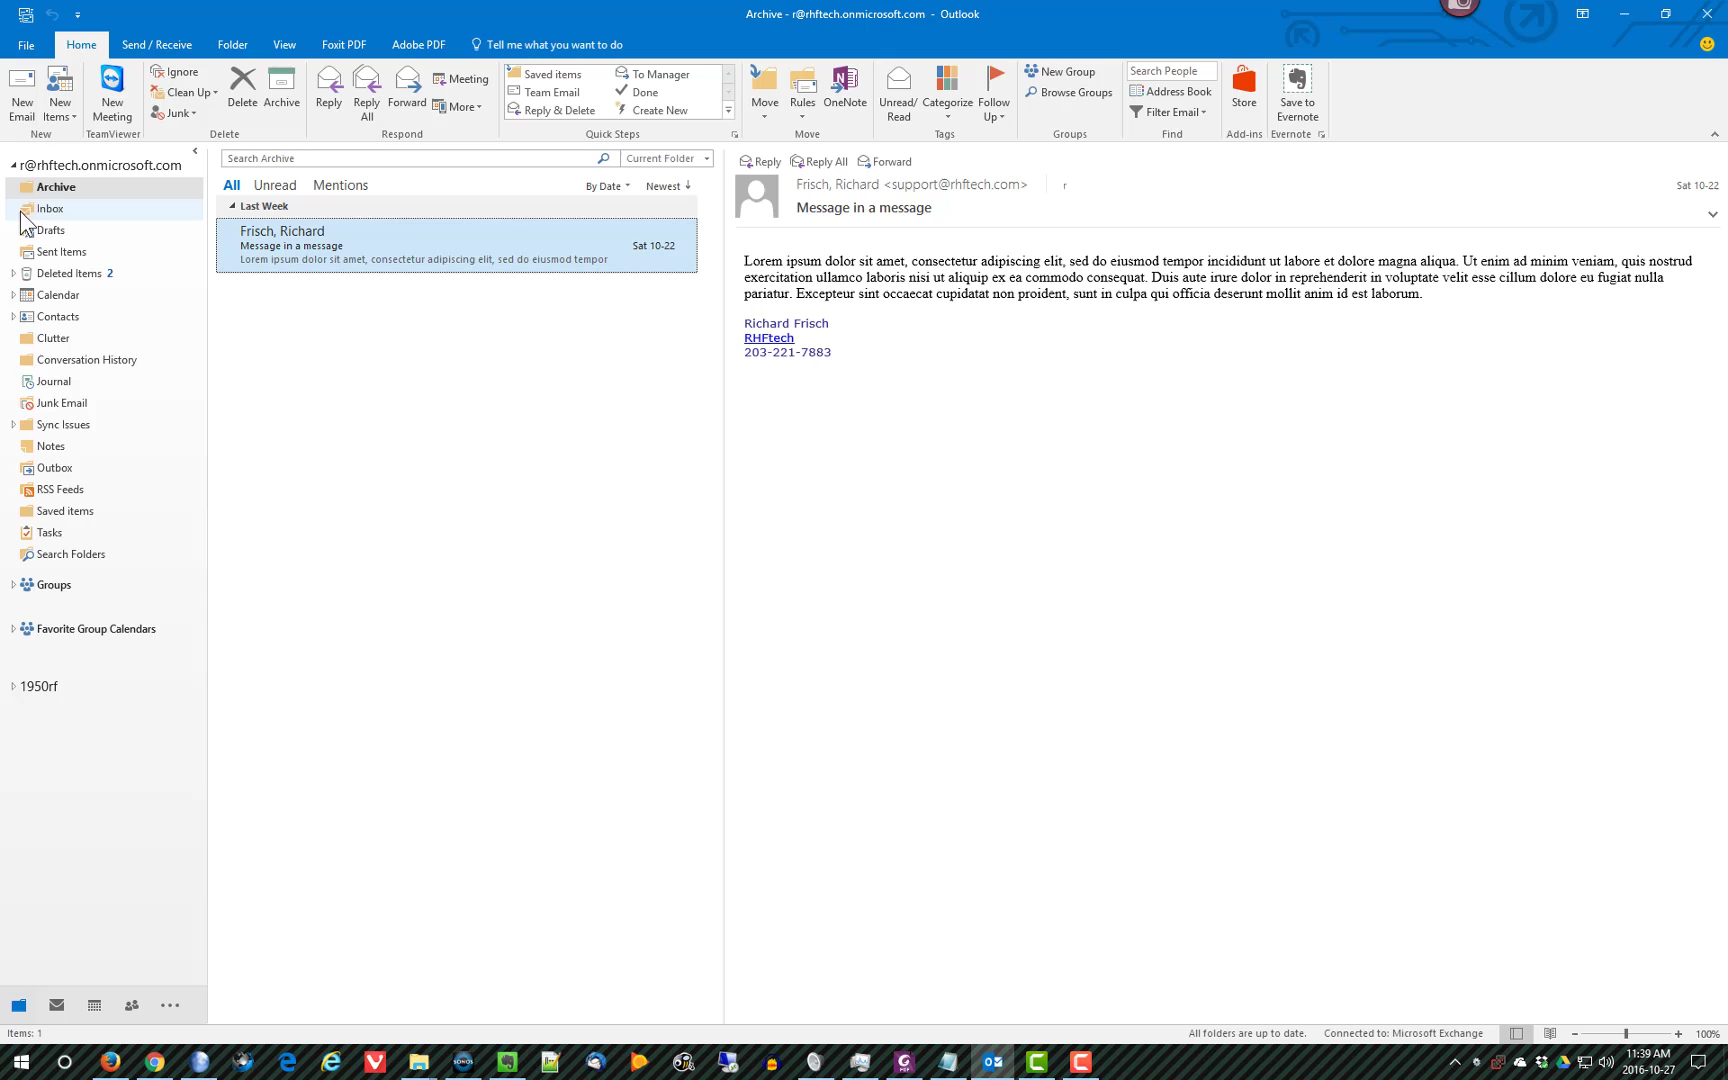 Archive - r@rhftech.onmicrosoft.com - Outlook
File Home Send / Receive Folder View Foxit PDF Adobe PDF Tell me what you want to do
New Email
New Items
New
New Meeting
TeamViewer
Ignore
Clean Up
Junk
Delete
Archive
Delete
Reply
Reply All
Forward
Meeting
More
Respond
Saved items
Team Email
Reply & Delete
To Manager
Done
Create New
Quick Steps
Move
Rules
OneNote
Move
Unread/ Read
Categorize
Follow Up
Tags
New Group
Browse Groups
Groups
Search People
Address Book
Filter Email
Find
Store
Add-ins
Save to Evernote
Evernote
r@rhftech.onmicrosoft.com
Archive
Inbox
Drafts
Sent Items
Deleted Items 2
Calendar
Contacts
Clutter
Conversation History
Journal
Junk Email
Sync Issues
Notes
Outbox
RSS Feeds
Saved items
Tasks
Search Folders
Groups
Favorite Group Calendars
1950rf
Search Archive Current Folder
All Unread Mentions By Date Newest
Last Week
Frisch, Richard
Message in a message Sat 10-22
Lorem ipsum dolor sit amet, consectetur adipiscing elit, sed do eiusmod tempor
Reply Reply All Forward
Frisch, Richard <support@rhftech.com> r Sat 10-22
Message in a message
Lorem ipsum dolor sit amet, consectetur adipiscing elit, sed do eiusmod tempor incididunt ut labore et dolore magna aliqua. Ut enim ad minim veniam, quis nostrud
exercitation ullamco laboris nisi ut aliquip ex ea commodo consequat. Duis aute irure dolor in reprehenderit in voluptate velit esse cillum dolore eu fugiat nulla
pariatur. Excepteur sint occaecat cupidatat non proident, sunt in culpa qui officia deserunt mollit anim id est laborum.
Richard Frisch
RHFtech
203-221-7883
Items: 1 All folders are up to date. Connected to: Microsoft Exchange 100%
SONOS
11:39 AM
2016-10-27